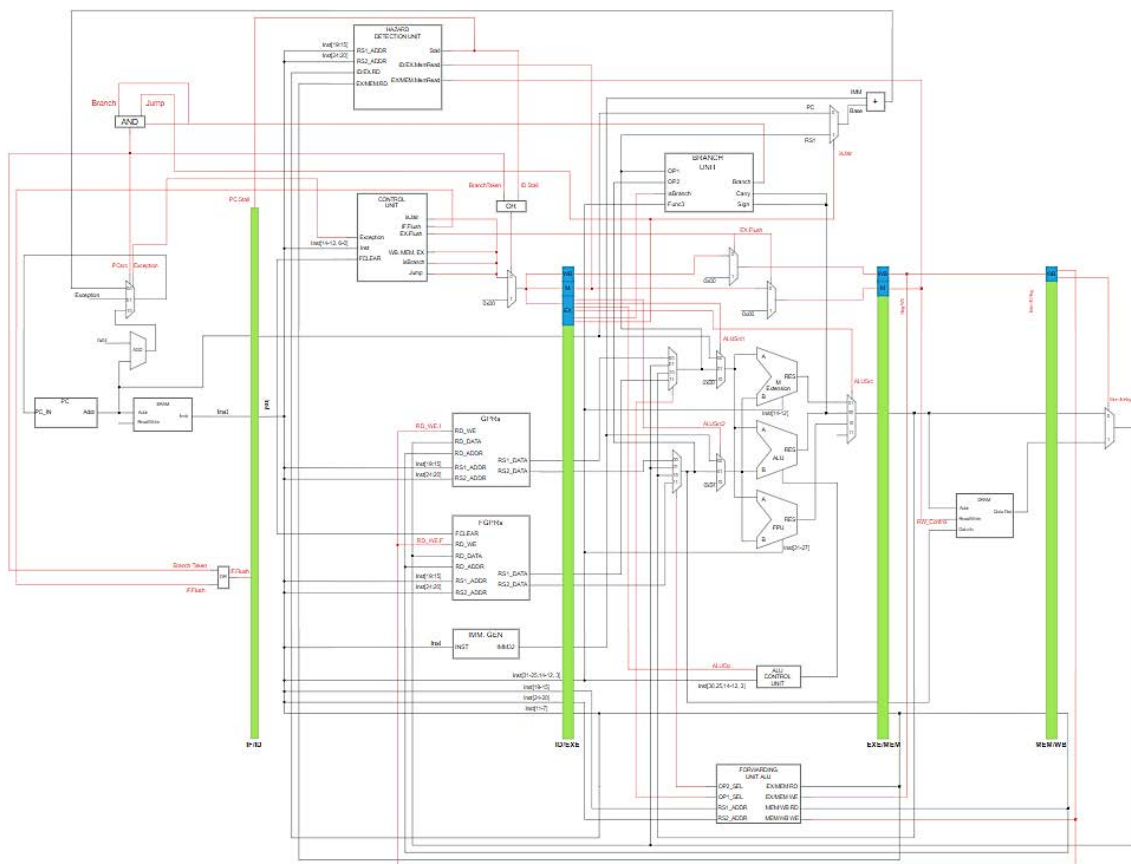 HAZARD
DETECTION UNIT
Inst[19:15]
RS1_ADDR
Stall
Inst[24:20]
RS2_ADDR
ID/EX.MemRead
ID/EX.RD
EX/MEM.MemRead
EX/MEM.RD
IMM
+
Base
Branch
Jump
AND
PC
RS1
isJalr
BRANCH
UNIT
OP1
OP2
Branch
isBranch
Carry
Func3
Sign
BranchTaken
ID Stall
OR
PC Stall
CONTROL
UNIT
isJalr
IF.Flush
EX.Flush
Exception
Inst[14-12, 6-0]
Inst
WB, MEM, EX
FCLEAR
isBranch
Jump
EX.Flush
PCsrc
Exception
Exception
0x00
0x00
0x00
WB
M
EX
WB
M
WB
ADD
ALUSrc1
M
Extension
A
B
RES
Inst[14-12]
PC
PC_IN
Addr
SRAM
Addr
Inst
ReadWrite
Inst
GPRs
RD_WE.I
RD_WE
RD_DATA
RD_ADDR
Inst[19:15]
RS1_ADDR
Inst[24:20]
RS2_ADDR
RS1_DATA
RS2_DATA
ALUSrc2
A
ALU
B
RES
A
FPU
B
RES
Inst[31-27]
SRAM
Addr
ReadWrite
RW_Control
FGPRs
FCLEAR
RD_WE.F
RD_WE
RD_DATA
RD_ADDR
Inst[19:15]
RS1_ADDR
Inst[24:20]
RS2_ADDR
RS1_DATA
RS2_DATA
Branch Taken
OR
IF.Flush
IF.Flush
IMM. GEN
Inst
INST
IMM32
ALUOp
ALU
CONTROL
UNIT
Inst[31-25,14-12, 3]
Inst[30,25,14-12, 3]
Inst[19-15]
Inst[24-20]
Inst[11-7]
IF/ID
ID/EXE
EXE/MEM
MEM/WB
FORWARDING
UNIT ALU
OP2_SEL
EX/MEM RD
OP1_SEL
EX/MEM WE
RS1_ADDR
MEM/WB RD
RS2_ADDR
MEM/WB WE